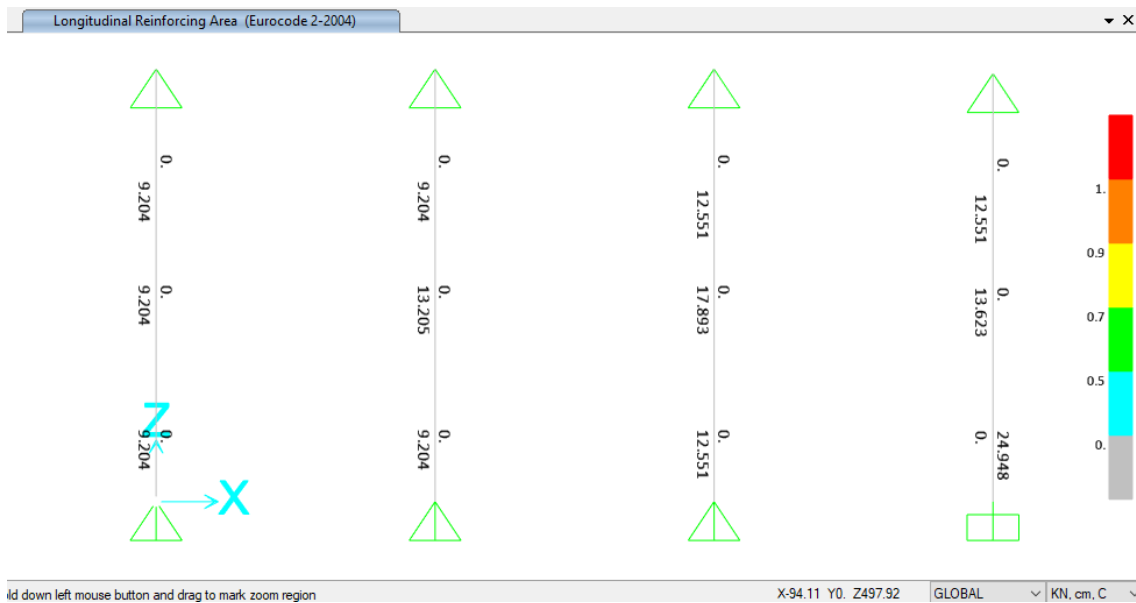 Longitudinal Reinforcing Area (Eurocode 2-2004)
0. 0. 0. 0.
9.204 9.204 12.551 12.551
1.
0.9
0. 0. 0. 0.
9.204 13.205 17.893 13.623
0.7
0.5
Z
0. 0. 0. 24.948
9.204 9.204 12.551 0.
0.
X
old down left mouse button and drag to mark zoom region
X-94.11 Y0. Z497.92
GLOBAL
KN, cm, C